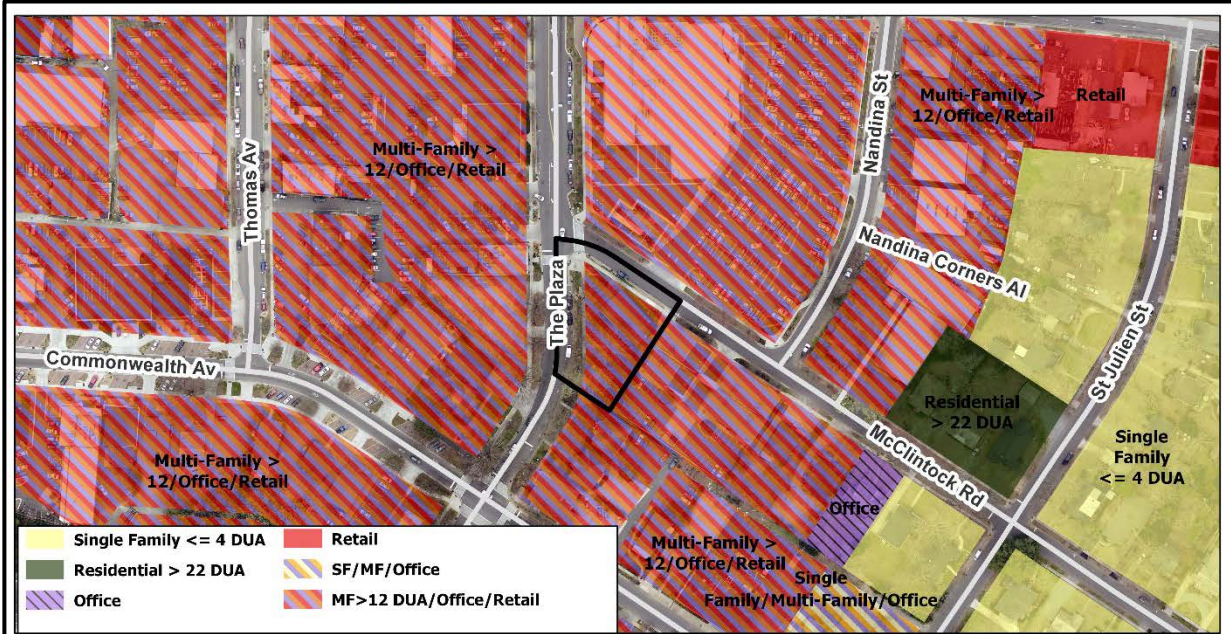 Multi-Family >
12/Office/Retail
Retail
Nandina St
Thomas Av
Multi-Family >
12/Office/Retail
The Plaza
Nandina Corners Al
Commonwealth Av
St Julien St
Residential
> 22 DUA
McClintock Rd
Single
Family
<= 4 DUA
Multi-Family >
12/Office/Retail
Office
Multi-Family >
12/Office/Retail
Single
Family/Multi-Family/Office
Single Family <= 4 DUA
Retail
Residential > 22 DUA
SF/MF/Office
Office
MF>12 DUA/Office/Retail